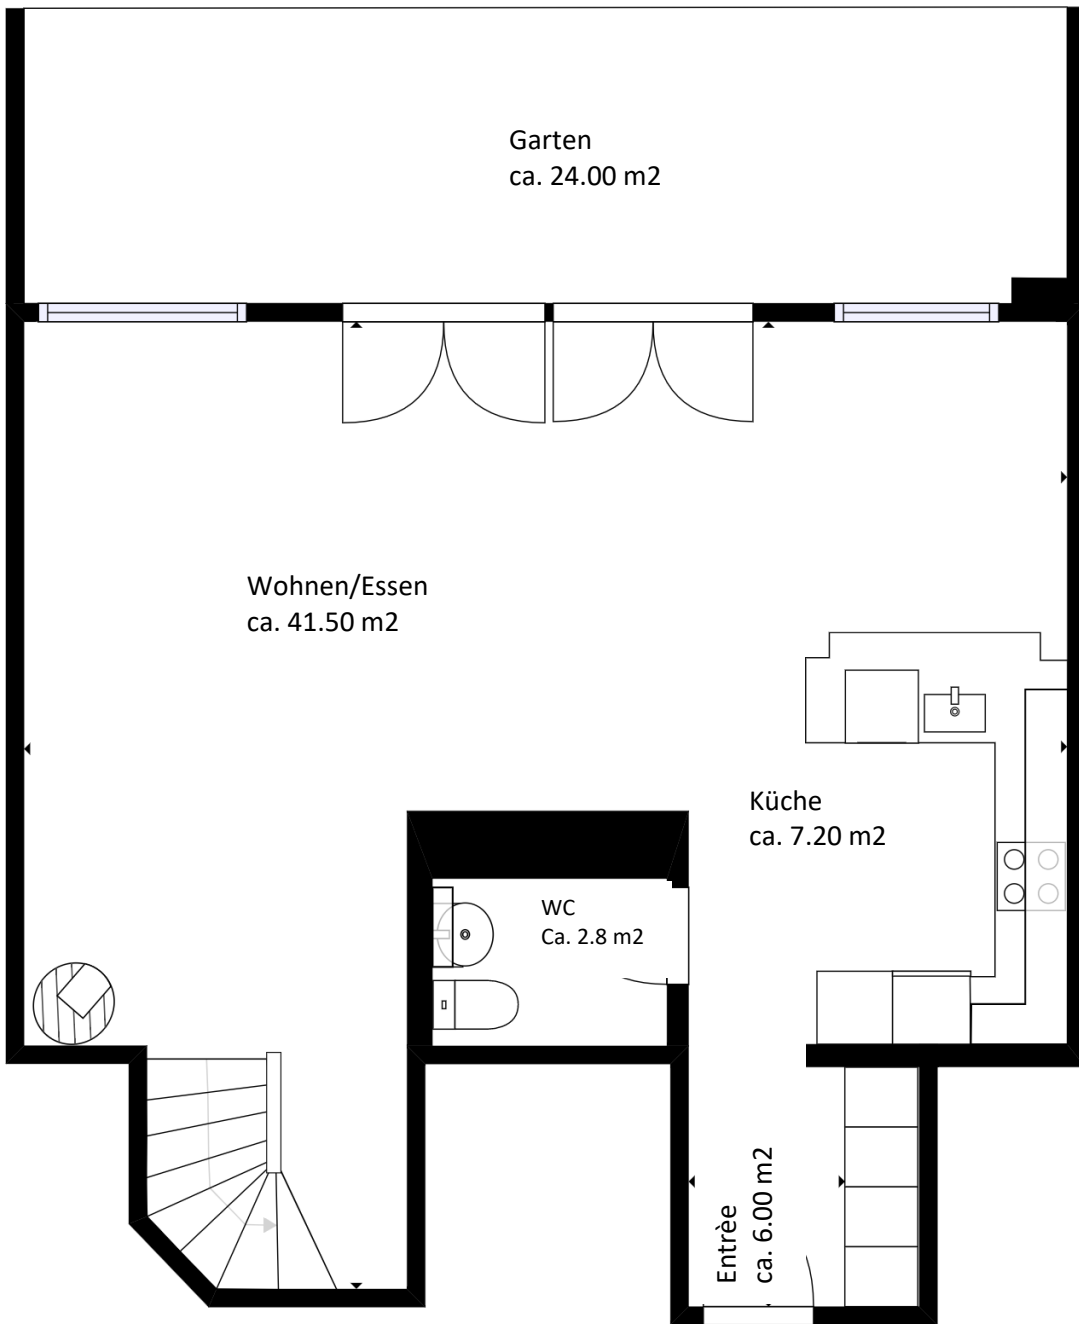 Garten
ca. 24.00 m2
Wohnen/Essen
ca. 41.50 m2
Küche
ca. 7.20 m2
WC
Ca. 2.8 m2
Entrèe
ca. 6.00 m2